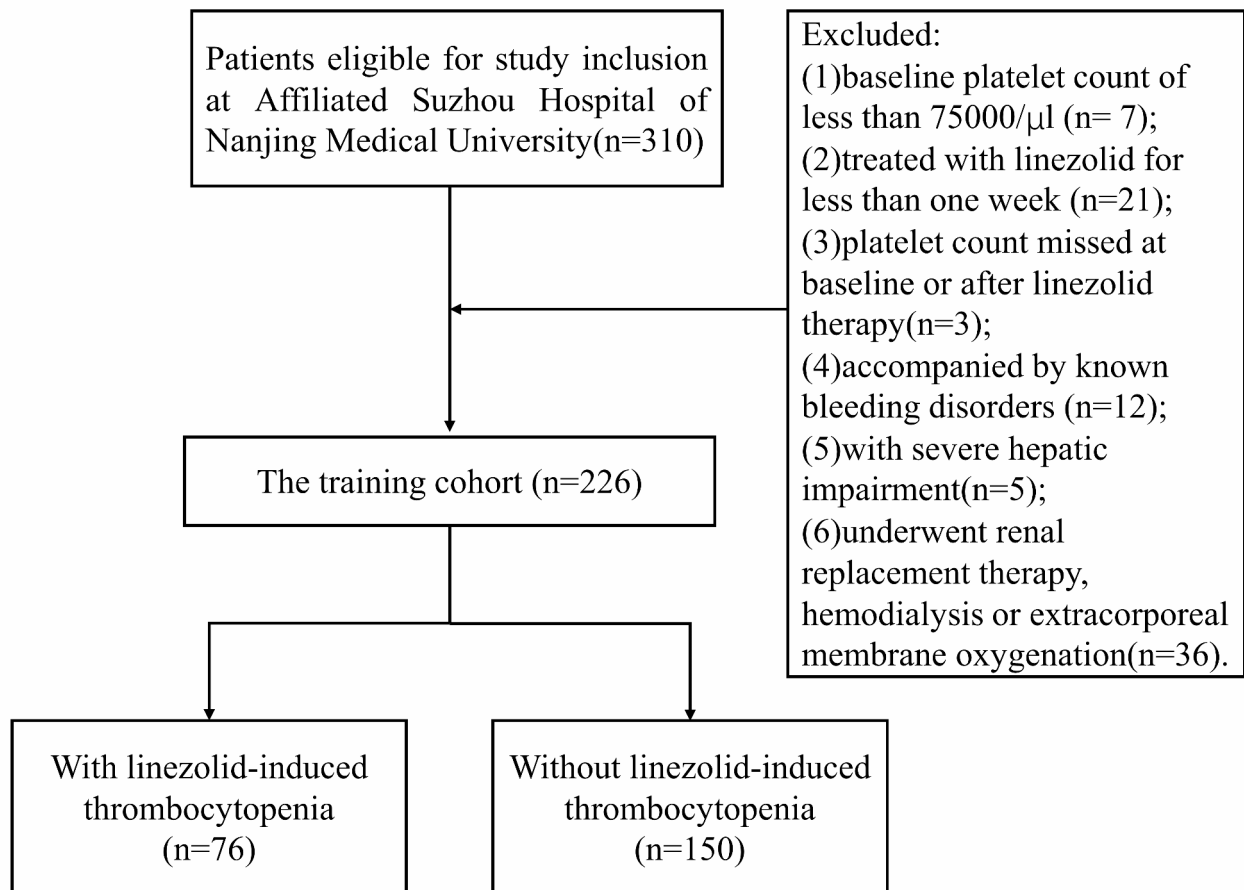 Patients eligible for study inclusion
at Affiliated Suzhou Hospital of
Nanjing Medical University(n=310)
Excluded:
(1)baseline platelet count of
less than 75000/μl (n= 7);
(2)treated with linezolid for
less than one week (n=21);
(3)platelet count missed at
baseline or after linezolid
therapy(n=3);
(4)accompanied by known
bleeding disorders (n=12);
(5)with severe hepatic
impairment(n=5);
(6)underwent renal
replacement therapy,
hemodialysis or extracorporeal
membrane oxygenation(n=36).
The training cohort (n=226)
With linezolid-induced
thrombocytopenia
(n=76)
Without linezolid-induced
thrombocytopenia
(n=150)